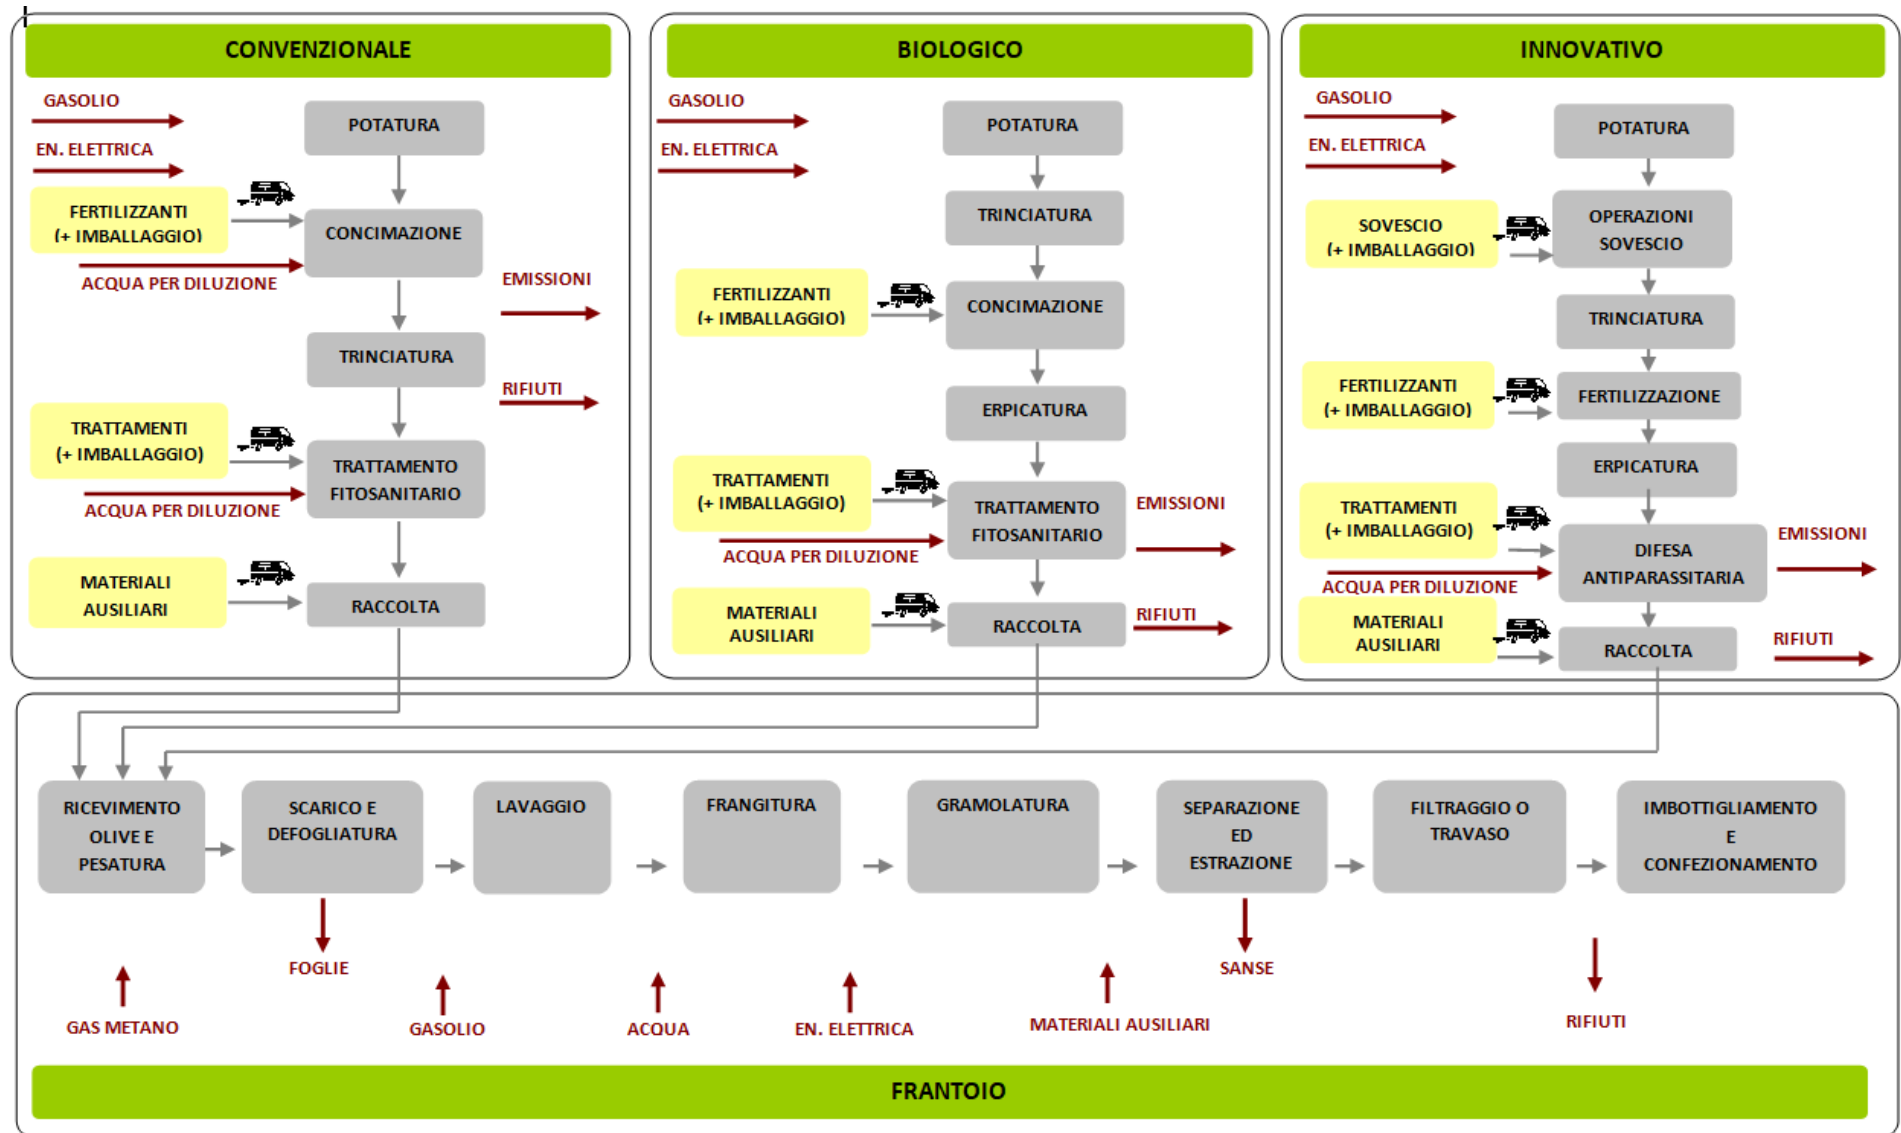 CONVENZIONALE
GASOLIO
EN. ELETTRICA
POTATURA
FERTILIZZANTI
(+ IMBALLAGGIO)
CONCIMAZIONE
ACQUA PER DILUZIONE
EMISSIONI
TRINCIATURA
RIFIUTI
TRATTAMENTI
(+ IMBALLAGGIO)
TRATTAMENTO
FITOSANITARIO
ACQUA PER DILUZIONE
MATERIALI
AUSILIARI
RACCOLTA
BIOLOGICO
GASOLIO
EN. ELETTRICA
POTATURA
TRINCIATURA
FERTILIZZANTI
(+ IMBALLAGGIO)
CONCIMAZIONE
ERPICATURA
TRATTAMENTI
(+ IMBALLAGGIO)
TRATTAMENTO
FITOSANITARIO
EMISSIONI
ACQUA PER DILUZIONE
MATERIALI
AUSILIARI
RACCOLTA
RIFIUTI
INNOVATIVO
GASOLIO
EN. ELETTRICA
POTATURA
SOVESCIO
(+ IMBALLAGGIO)
OPERAZIONI
SOVESCIO
TRINCIATURA
FERTILIZZANTI
(+ IMBALLAGGIO)
FERTILIZZAZIONE
ERPICATURA
TRATTAMENTI
(+ IMBALLAGGIO)
DIFESA
ANTIPARASSITARIA
EMISSIONI
ACQUA PER DILUZIONE
MATERIALI
AUSILIARI
RACCOLTA
RIFIUTI
RICEVIMENTO
OLIVE E
PESATURA
SCARICO E
DEFOGLIATURA
LAVAGGIO
FRANGITURA
GRAMOLATURA
SEPARAZIONE
ED
ESTRAZIONE
FILTRAGGIO O
TRAVASO
IMBOTTIGLIAMENTO
E
CONFEZIONAMENTO
FOGLIE
SANSE
GAS METANO
GASOLIO
ACQUA
EN. ELETTRICA
MATERIALI AUSILIARI
RIFIUTI
FRANTOIO